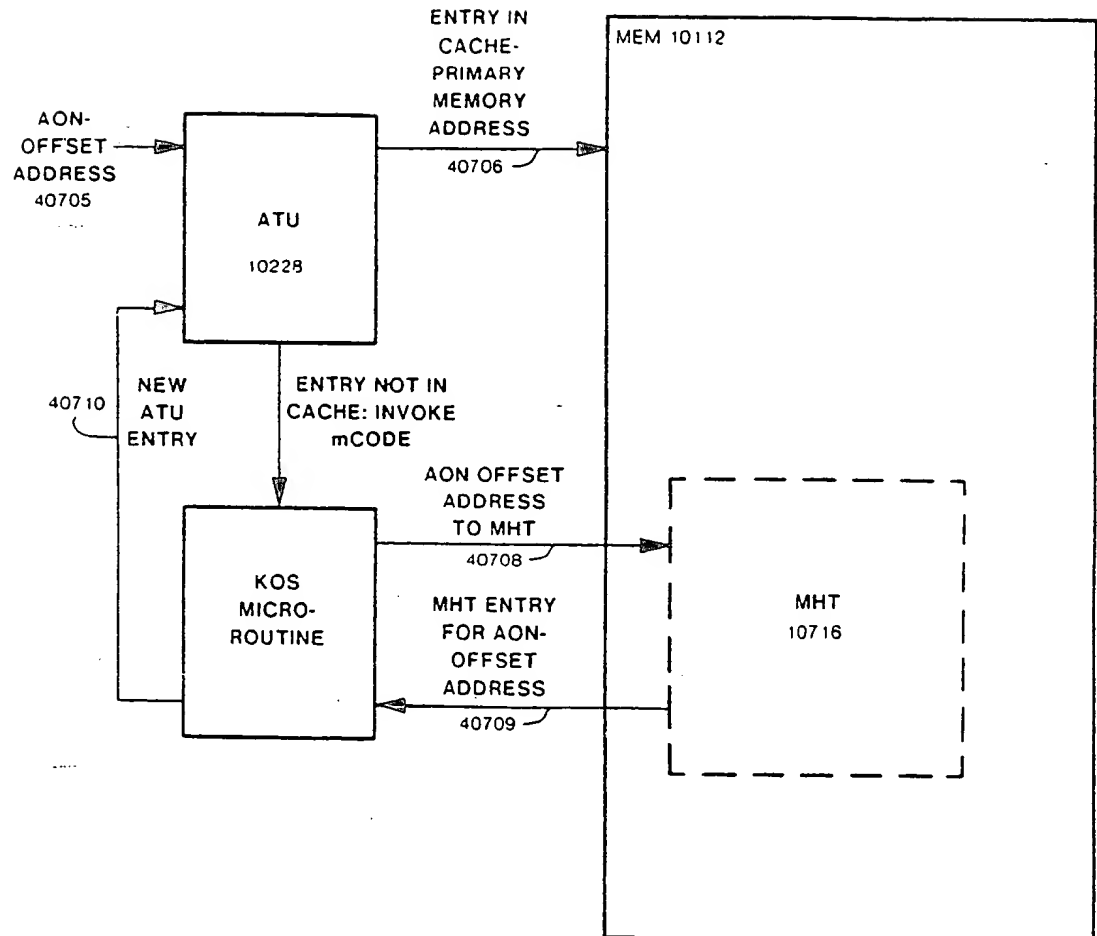 ENTRY IN
CACHE-
PRIMARY
MEMORY
ADDRESS
40706
MEM 10112
AON-
OFFSET
ADDRESS
40705
ATU
10228
40710
NEW
ATU
ENTRY
ENTRY NOT IN
CACHE: INVOKE
mCODE
AON OFFSET
ADDRESS
TO MHT
40708
KOS
MICRO-
ROUTINE
MHT ENTRY
FOR AON-
OFFSET
ADDRESS
40709
MHT
10716